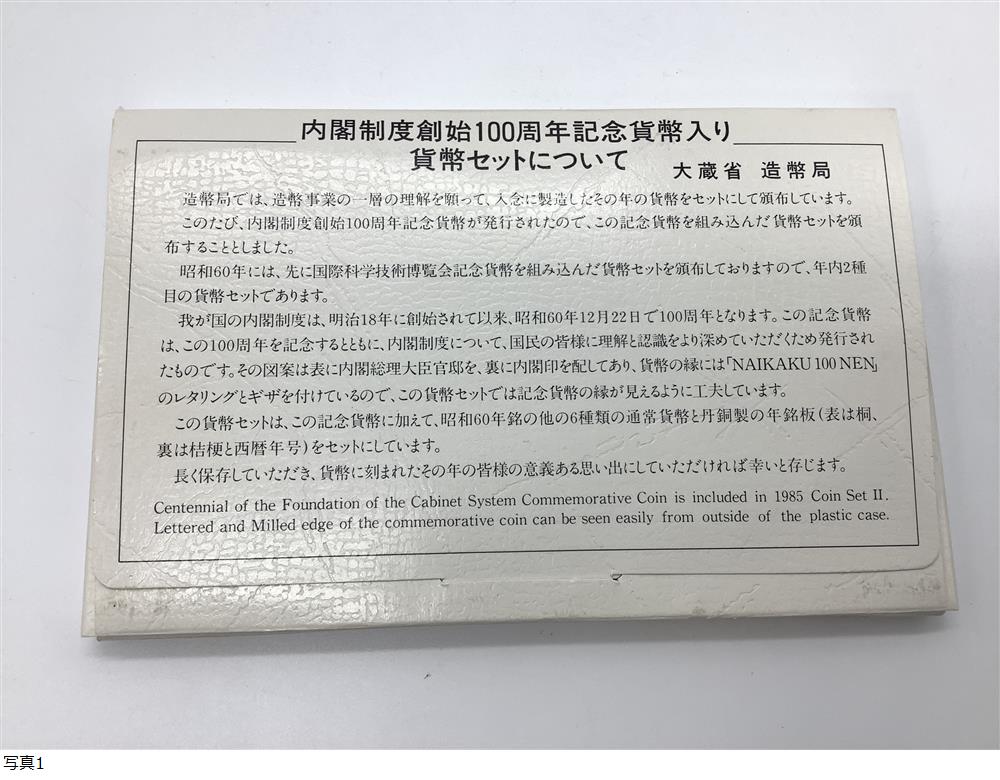 内閣制度創始100周年記念貨幣入り
貨幣セットについて 大蔵省 造幣局
造幣局では、造幣事業の一層の理解を願って、入念に製造したその年の貨幣をセットにして頒布しています。
このたび、内閣制度創始100周年記念貨幣が発行されたので、この記念貨幣を組み込んだ貨幣セットを頒
布することとしました。
昭和60年には、先に国際科学技術博覧会記念貨幣を組み込んだ貨幣セットを頒布しておりますので、年内2種
目の貨幣セットであります。
我が国の内閣制度は、明治18年に創始されて以来、昭和60年12月22日で100周年となります。この記念貨幣
は、この100周年を記念するとともに、内閣制度について、国民の皆様に理解と認識をより深めていただくため発行され
たものです。その図案は表に内閣総理大臣官邸を、裏に内閣印を配してあり、貨幣の縁には「NAIKAKU 100 NEN」
のレタリングとギザを付けているので、この貨幣セットでは記念貨幣の縁が見えるように工夫しています。
この貨幣セットは、この記念貨幣に加えて、昭和60年銘の他の6種類の通常貨幣と丹銅製の年銘板(表は桐、
裏は桔梗と西暦年号)をセットにしています。
長く保存していただき、貨幣に刻まれたその年の皆様の意義ある思い出にしていただければ幸いと存じます。
Centennial of the Foundation of the Cabinet System Commemorative Coin is included in 1985 Coin Set II.
Lettered and Milled edge of the commemorative coin can be seen easily from outside of the plastic case.
写真1